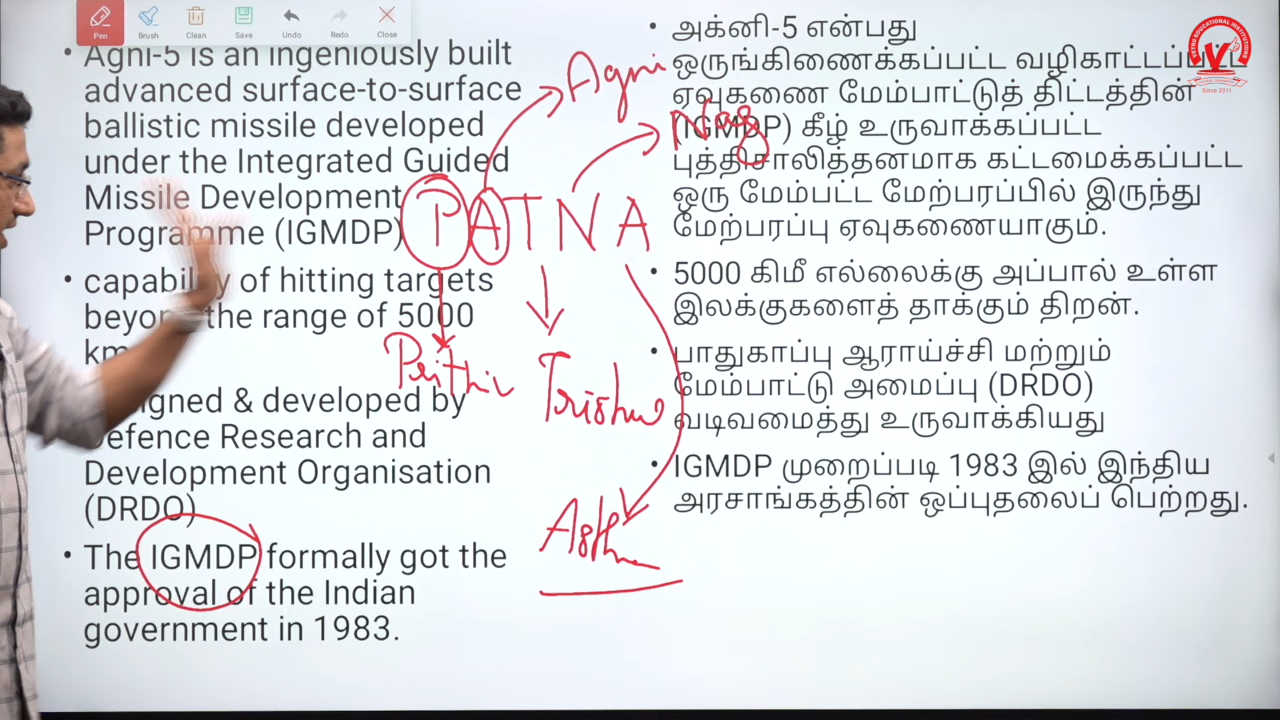 Pen
Brush
Clean
Save
Undo
Redo
Close
• Agni-5 is an ingeniously built
advanced surface-to-surface
ballistic missile developed
under the Integrated Guided
Missile Development
Programme (IGMDP)
• capability of hitting targets
the range of 5000
km
& developed by
Defence Research and
Development Organisation
(DRDO)
• The IGMDP formally got the
approval of the Indian
government in 1983.
Agni
Nag
PATNA
Prithiv
• அக்னி-5 என்பது
ஒருங்கிணைக்கப்பட்ட வழிகாட்டப்பட்ட
ஏவுகணை மேம்பாட்டுத் திட்டத்தின்
(IGMDP) கீழ் உருவாக்கப்பட்ட
புத்திசாலித்தனமாக கட்டமைக்கப்பட்ட
ஒரு மேம்பட்ட மேற்பரப்பில் இருந்து
மேற்பரப்பு ஏவுகணையாகும்.
• 5000 கிமீ எல்லைக்கு அப்பால் உள்ள
இலக்குகளைத் தாக்கும் திறன்.
• பாதுகாப்பு ஆராய்ச்சி மற்றும்
மேம்பாட்டு அமைப்பு (DRDO)
வடிவமைத்து உருவாக்கியது
• IGMDP முறைப்படி 1983 இல் இந்திய
அரசாங்கத்தின் ஒப்புதலைப் பெற்றது.
Since 2011